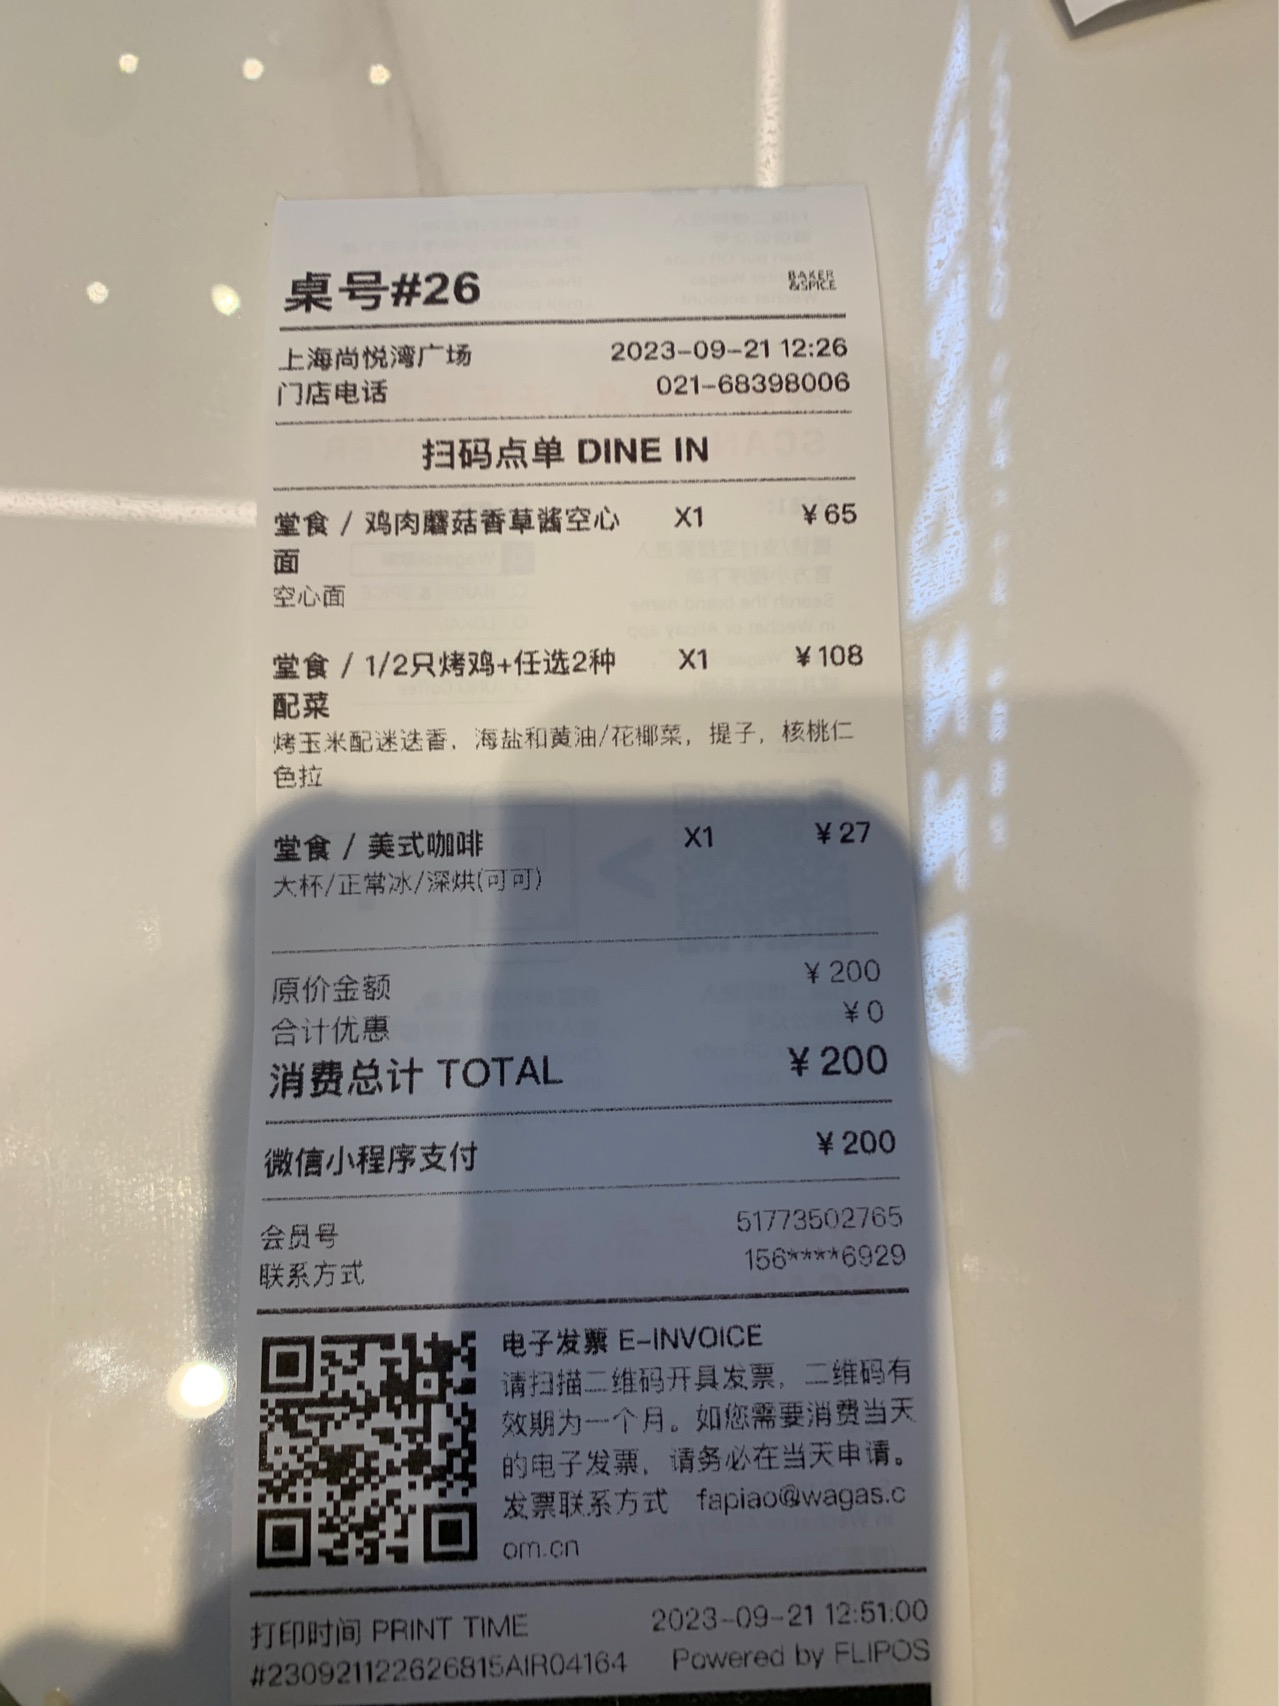 桌号#26
BAKER
&SPICE
上海尚悦湾广场 2023-09-21 12:26
门店电话 021-68398006
扫码点单 DINE IN
堂食 / 鸡肉蘑菇香草酱空心 X1 ¥65
面
空心面
堂食 / 1/2只烤鸡+任选2种 X1 ¥108
配菜
烤玉米配迷迭香, 海盐和黄油/花椰菜, 提子, 核桃仁
色拉
堂食 / 美式咖啡 X1 ¥27
大杯/正常冰/深烘(可可)
原价金额 ¥200
合计优惠 ¥0
消费总计 TOTAL ¥200
微信小程序支付 ¥200
会员号 51773502765
联系方式 156****6929
电子发票 E-INVOICE
请扫描二维码开具发票, 二维码有
效期为一个月。如您需要消费当天
的电子发票, 请务必在当天申请。
发票联系方式 fapiao@wagas.c
om.cn
打印时间 PRINT TIME 2023-09-21 12:51:00
#230921122626815AIR04164 Powered by FLIPOS